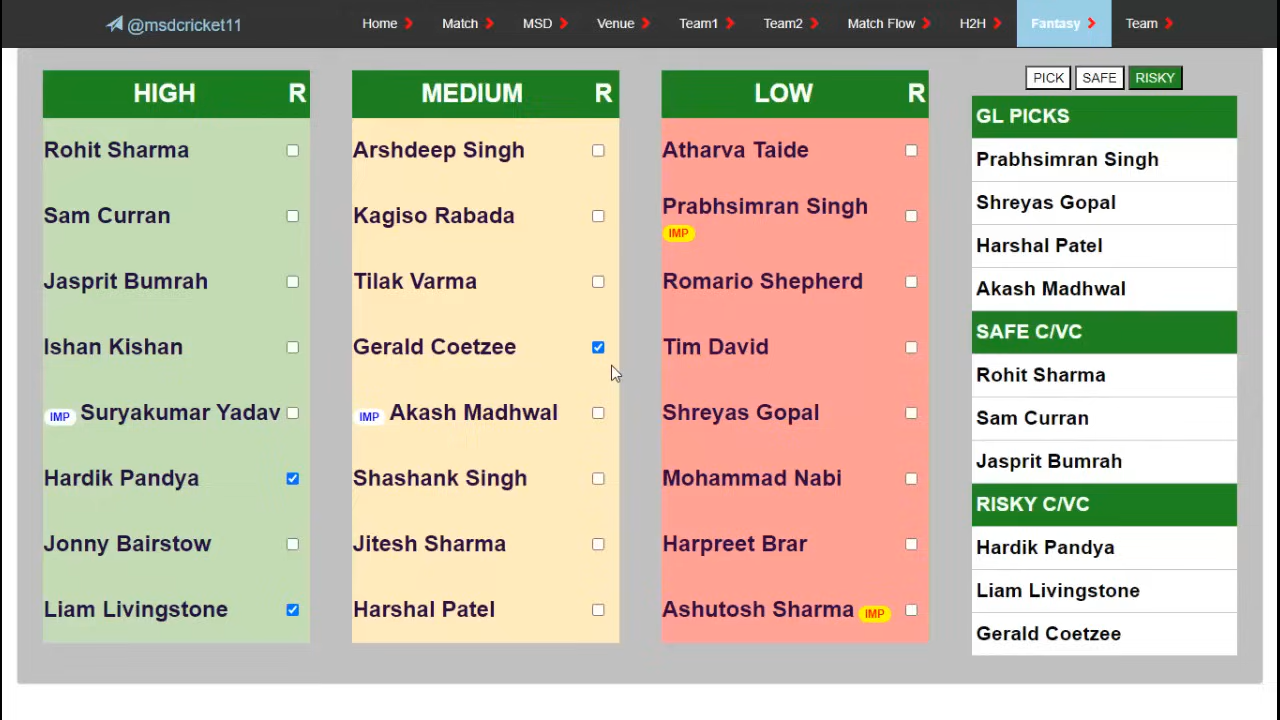 @msdcricket11 Home Match MSD Venue Team1 Team2 Match Flow H2H Fantasy Team
HIGH R
Rohit Sharma
Sam Curran
Jasprit Bumrah
Ishan Kishan
IMP Suryakumar Yadav
Hardik Pandya
Jonny Bairstow
Liam Livingstone
MEDIUM R
Arshdeep Singh
Kagiso Rabada
Tilak Varma
Gerald Coetzee
IMP Akash Madhwal
Shashank Singh
Jitesh Sharma
Harshal Patel
LOW R
Atharva Taide
Prabhsimran Singh
IMP
Romario Shepherd
Tim David
Shreyas Gopal
Mohammad Nabi
Harpreet Brar
Ashutosh Sharma IMP
PICK SAFE RISKY
GL PICKS
Prabhsimran Singh
Shreyas Gopal
Harshal Patel
Akash Madhwal
SAFE C/VC
Rohit Sharma
Sam Curran
Jasprit Bumrah
RISKY C/VC
Hardik Pandya
Liam Livingstone
Gerald Coetzee